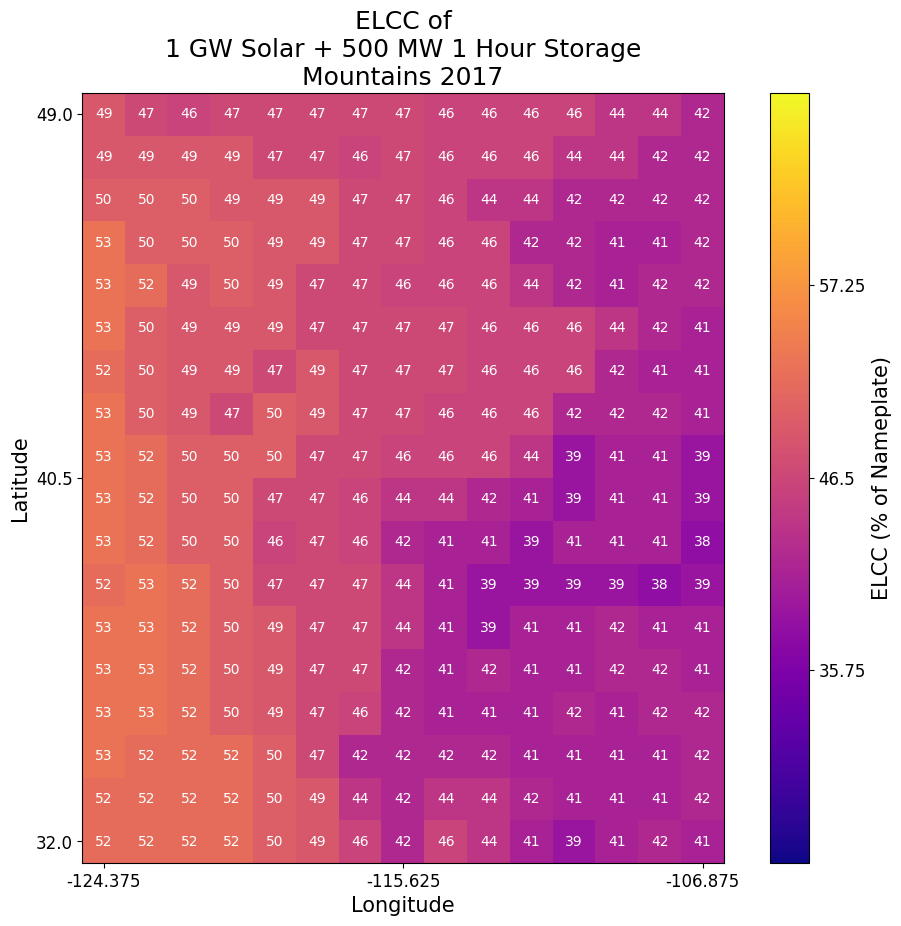 ELCC of
1 GW Solar + 500 MW 1 Hour Storage
Mountains 2017
49.0 49 47 46 47 47 47 47 47 46 46 46 46 44 44 42
49 49 49 49 47 47 46 47 46 46 46 44 44 42 42
50 50 50 49 49 49 47 47 46 44 44 42 42 42 42
53 50 50 50 49 49 47 47 46 46 42 42 41 41 42
53 52 49 50 49 47 47 46 46 46 44 42 41 42 42
53 50 49 49 49 47 47 47 47 46 46 46 44 42 41
52 50 49 49 47 49 47 47 47 46 46 46 42 41 41
53 50 49 47 50 49 47 47 46 46 46 42 42 42 41
40.5 53 52 50 50 50 47 47 46 46 46 44 39 41 41 39
53 52 50 50 47 47 46 44 44 42 41 39 41 41 39
53 52 50 50 46 47 46 42 41 41 39 41 41 41 38
52 53 52 50 47 47 47 44 41 39 39 39 39 38 39
53 53 52 50 49 47 47 44 41 39 41 41 42 41 41
53 53 52 50 49 47 47 42 41 42 41 41 42 42 41
53 53 52 50 49 47 46 42 41 41 41 42 41 42 42
53 52 52 52 50 47 42 42 42 42 41 41 41 41 42
52 52 52 52 50 49 44 42 44 44 42 41 41 41 42
32.0 52 52 52 52 50 49 46 42 46 44 41 39 41 42 41
-124.375 -115.625 -106.875
Longitude
Latitude
57.25
46.5
35.75
ELCC (% of Nameplate)